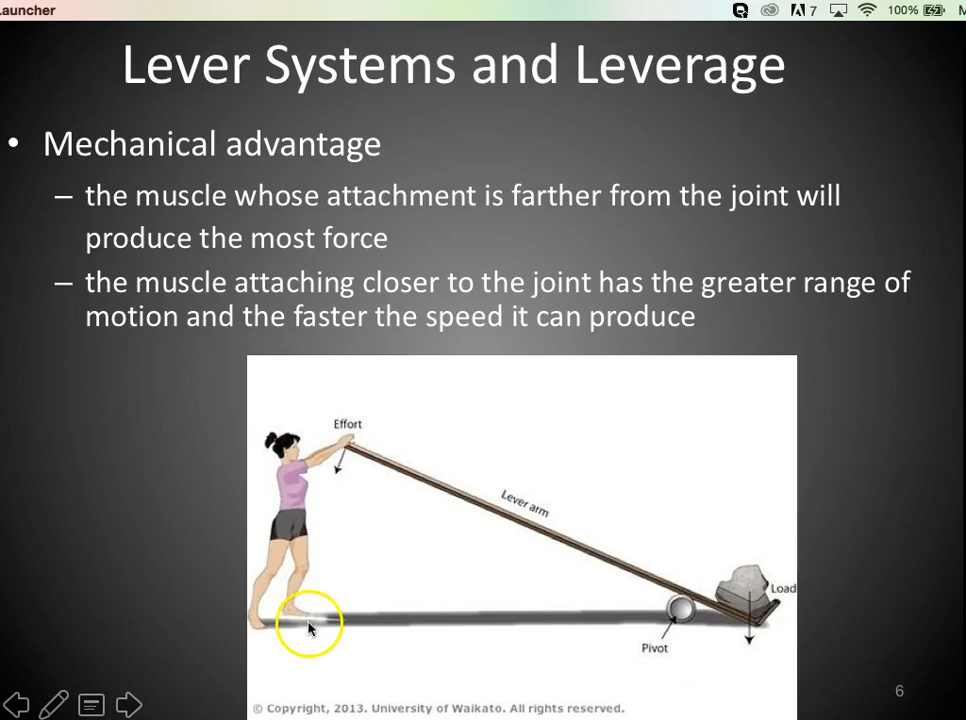 auncher
7
100%
Lever Systems and Leverage
• Mechanical advantage
– the muscle whose attachment is farther from the joint will
produce the most force
– the muscle attaching closer to the joint has the greater range of
motion and the faster the speed it can produce
Effort
Lever arm
Load
Pivot
6
© Copyright, 2013. University of Waikato. All rights reserved.